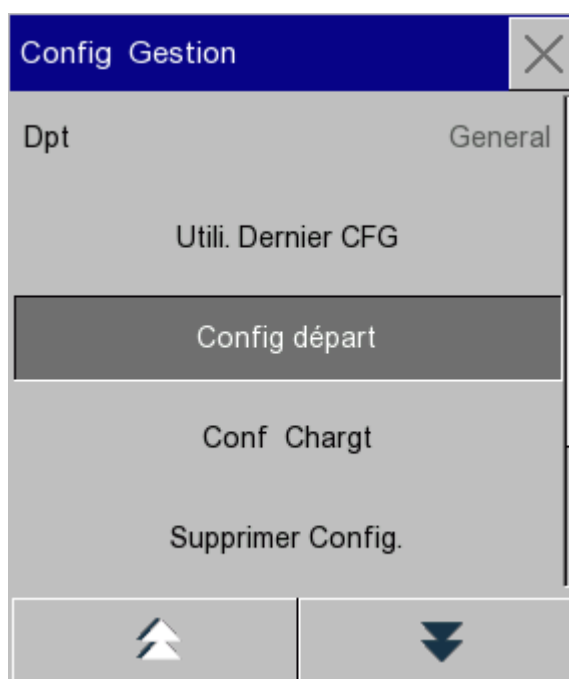 Config Gestion
Dpt General
Utili. Dernier CFG
Config départ
Conf Chargt
Supprimer Config.